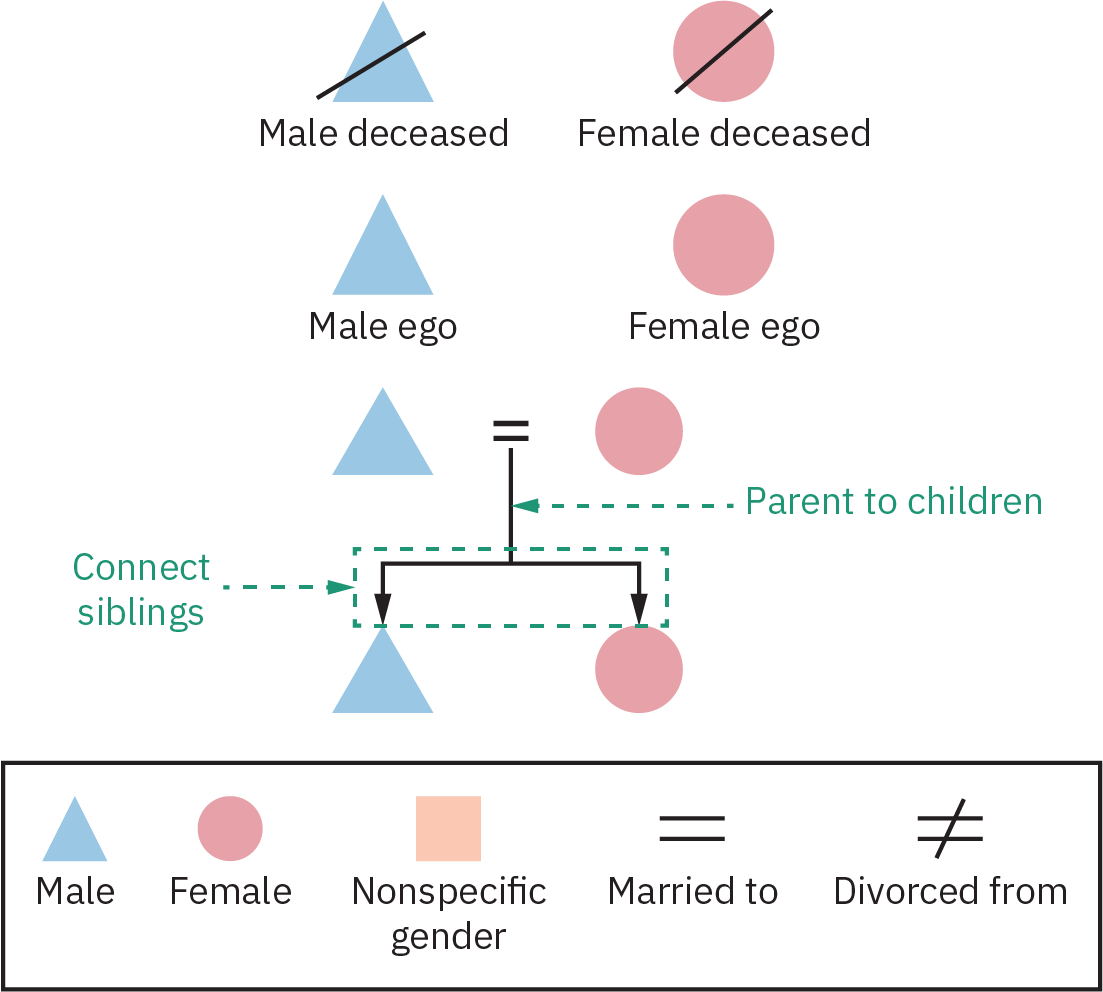 Male deceased
Female deceased
Male ego
Female ego
=
Parent to children
Connect
siblings
Male
Female
Nonspecific
gender
Married to
Divorced from